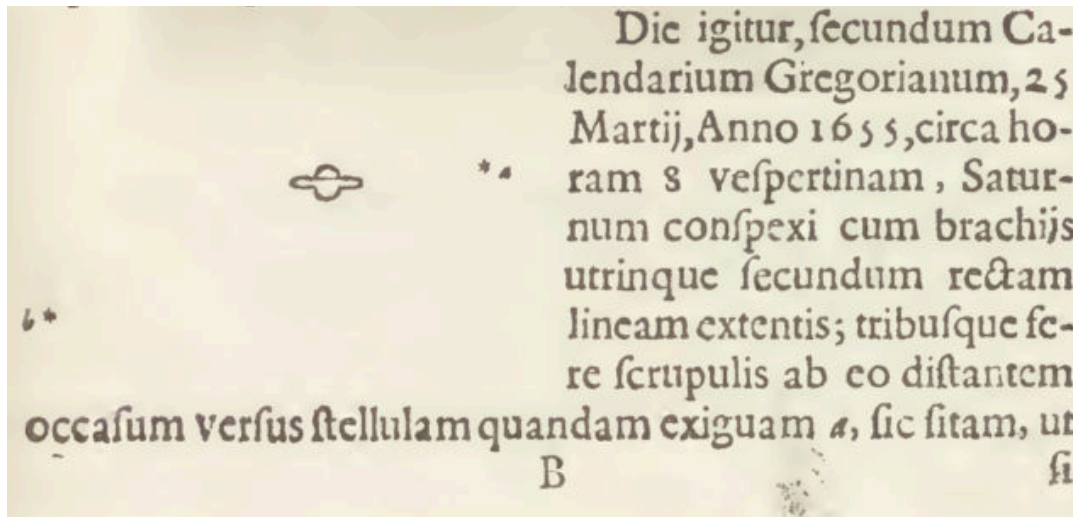 Die igitur, ſecundum Ca-
lendarium Gregorianum, 25
Martij, Anno 1655, circa ho-
* a ram 8 veſpertinam, Satur-
num conſpexi cum brachijs
utrinque ſecundum rectam
b * lineam extentis; tribuſque fe-
re ſcrupulis ab eo diſtantem
occaſum verſus ſtellulam quandam exiguam a, ſic ſitam, ut
B ſi